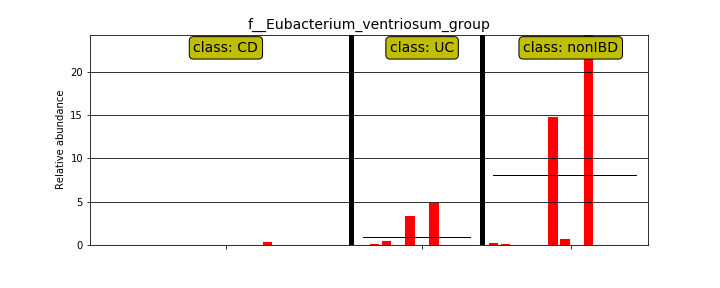 f__Eubacterium_ventriosum_group
class: CD
class: UC
class: nonIBD
Relative abundance
20
15
10
5
0